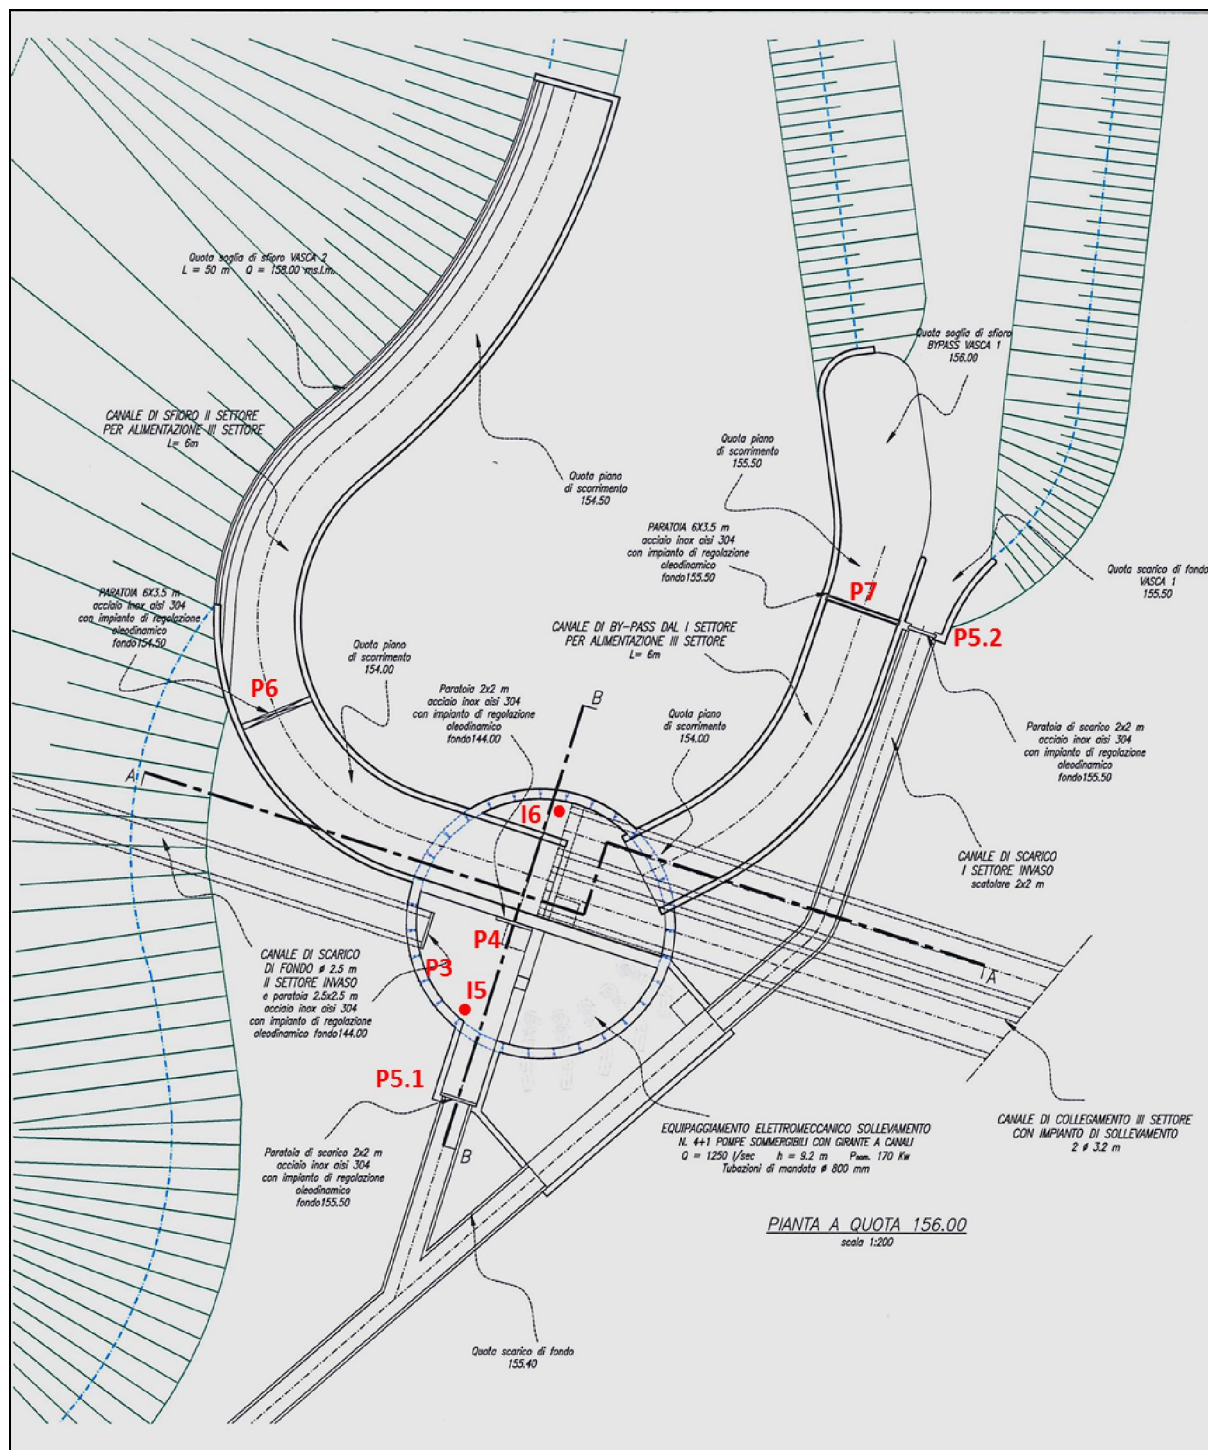 Quota soglia di sfioro VASCA 2
L = 50 m   Q = 158.00 ms.l.m.
Quota soglia di sfioro
BYPASS VASCA 1
156.00
CANALE DI SFIORO II SETTORE
PER ALIMENTAZIONE III SETTORE
L= 6m
Quota piano
di scorrimento
155.50
Quota piano
di scorrimento
154.50
PARATOIA 6X3.5 m
acciaio inox aisi 304
con impianto di regolazione
oleodinamico
fondo155.50
Quota scarico di fondo
VASCA 1
155.50
PARATOIA 6X3.5 m
acciaio inox aisi 304
con impianto di regolazione
oleodinamico
fondo154.50
P7
P5.2
CANALE DI BY-PASS DAL I SETTORE
PER ALIMENTAZIONE III SETTORE
L= 6m
Quota piano
di scorrimento
154.00
P6
Paratoia 2x2 m
acciaio inox aisi 304
con impianto di regolazione
oleodinamico
fondo144.00
B
Quota piano
di scorrimento
154.00
Paratoia di scarico 2x2 m
acciaio inox aisi 304
con impianto di regolazione
oleodinamico
fondo155.50
A
I6
CANALE DI SCARICO
I SETTORE INVASO
scatolare 2x2 m
P4
CANALE DI SCARICO
DI FONDO ø 2.5 m
II SETTORE INVASO
e paratoia 2.5x2.5 m
acciaio inox aisi 304
con impianto di regolazione
oleodinamico fondo144.00
P3
A
I5
P5.1
EQUIPAGGIAMENTO ELETTROMECCANICO SOLLEVAMENTO
N. 4+1 POMPE SOMMERGIBILI CON GIRANTE A CANALI
Q = 1250 l/sec   h = 9.2 m   Pnom. 170 Kw
Tubazioni di mandata ø 800 mm
CANALE DI COLLEGAMENTO III SETTORE
CON IMPIANTO DI SOLLEVAMENTO
2 ø 3.2 m
B
Paratoia di scarico 2x2 m
acciaio inox aisi 304
con impianto di regolazione
oleodinamico
fondo155.50
PIANTA A QUOTA 156.00
scala 1:200
Quota scarico di fondo
155.40